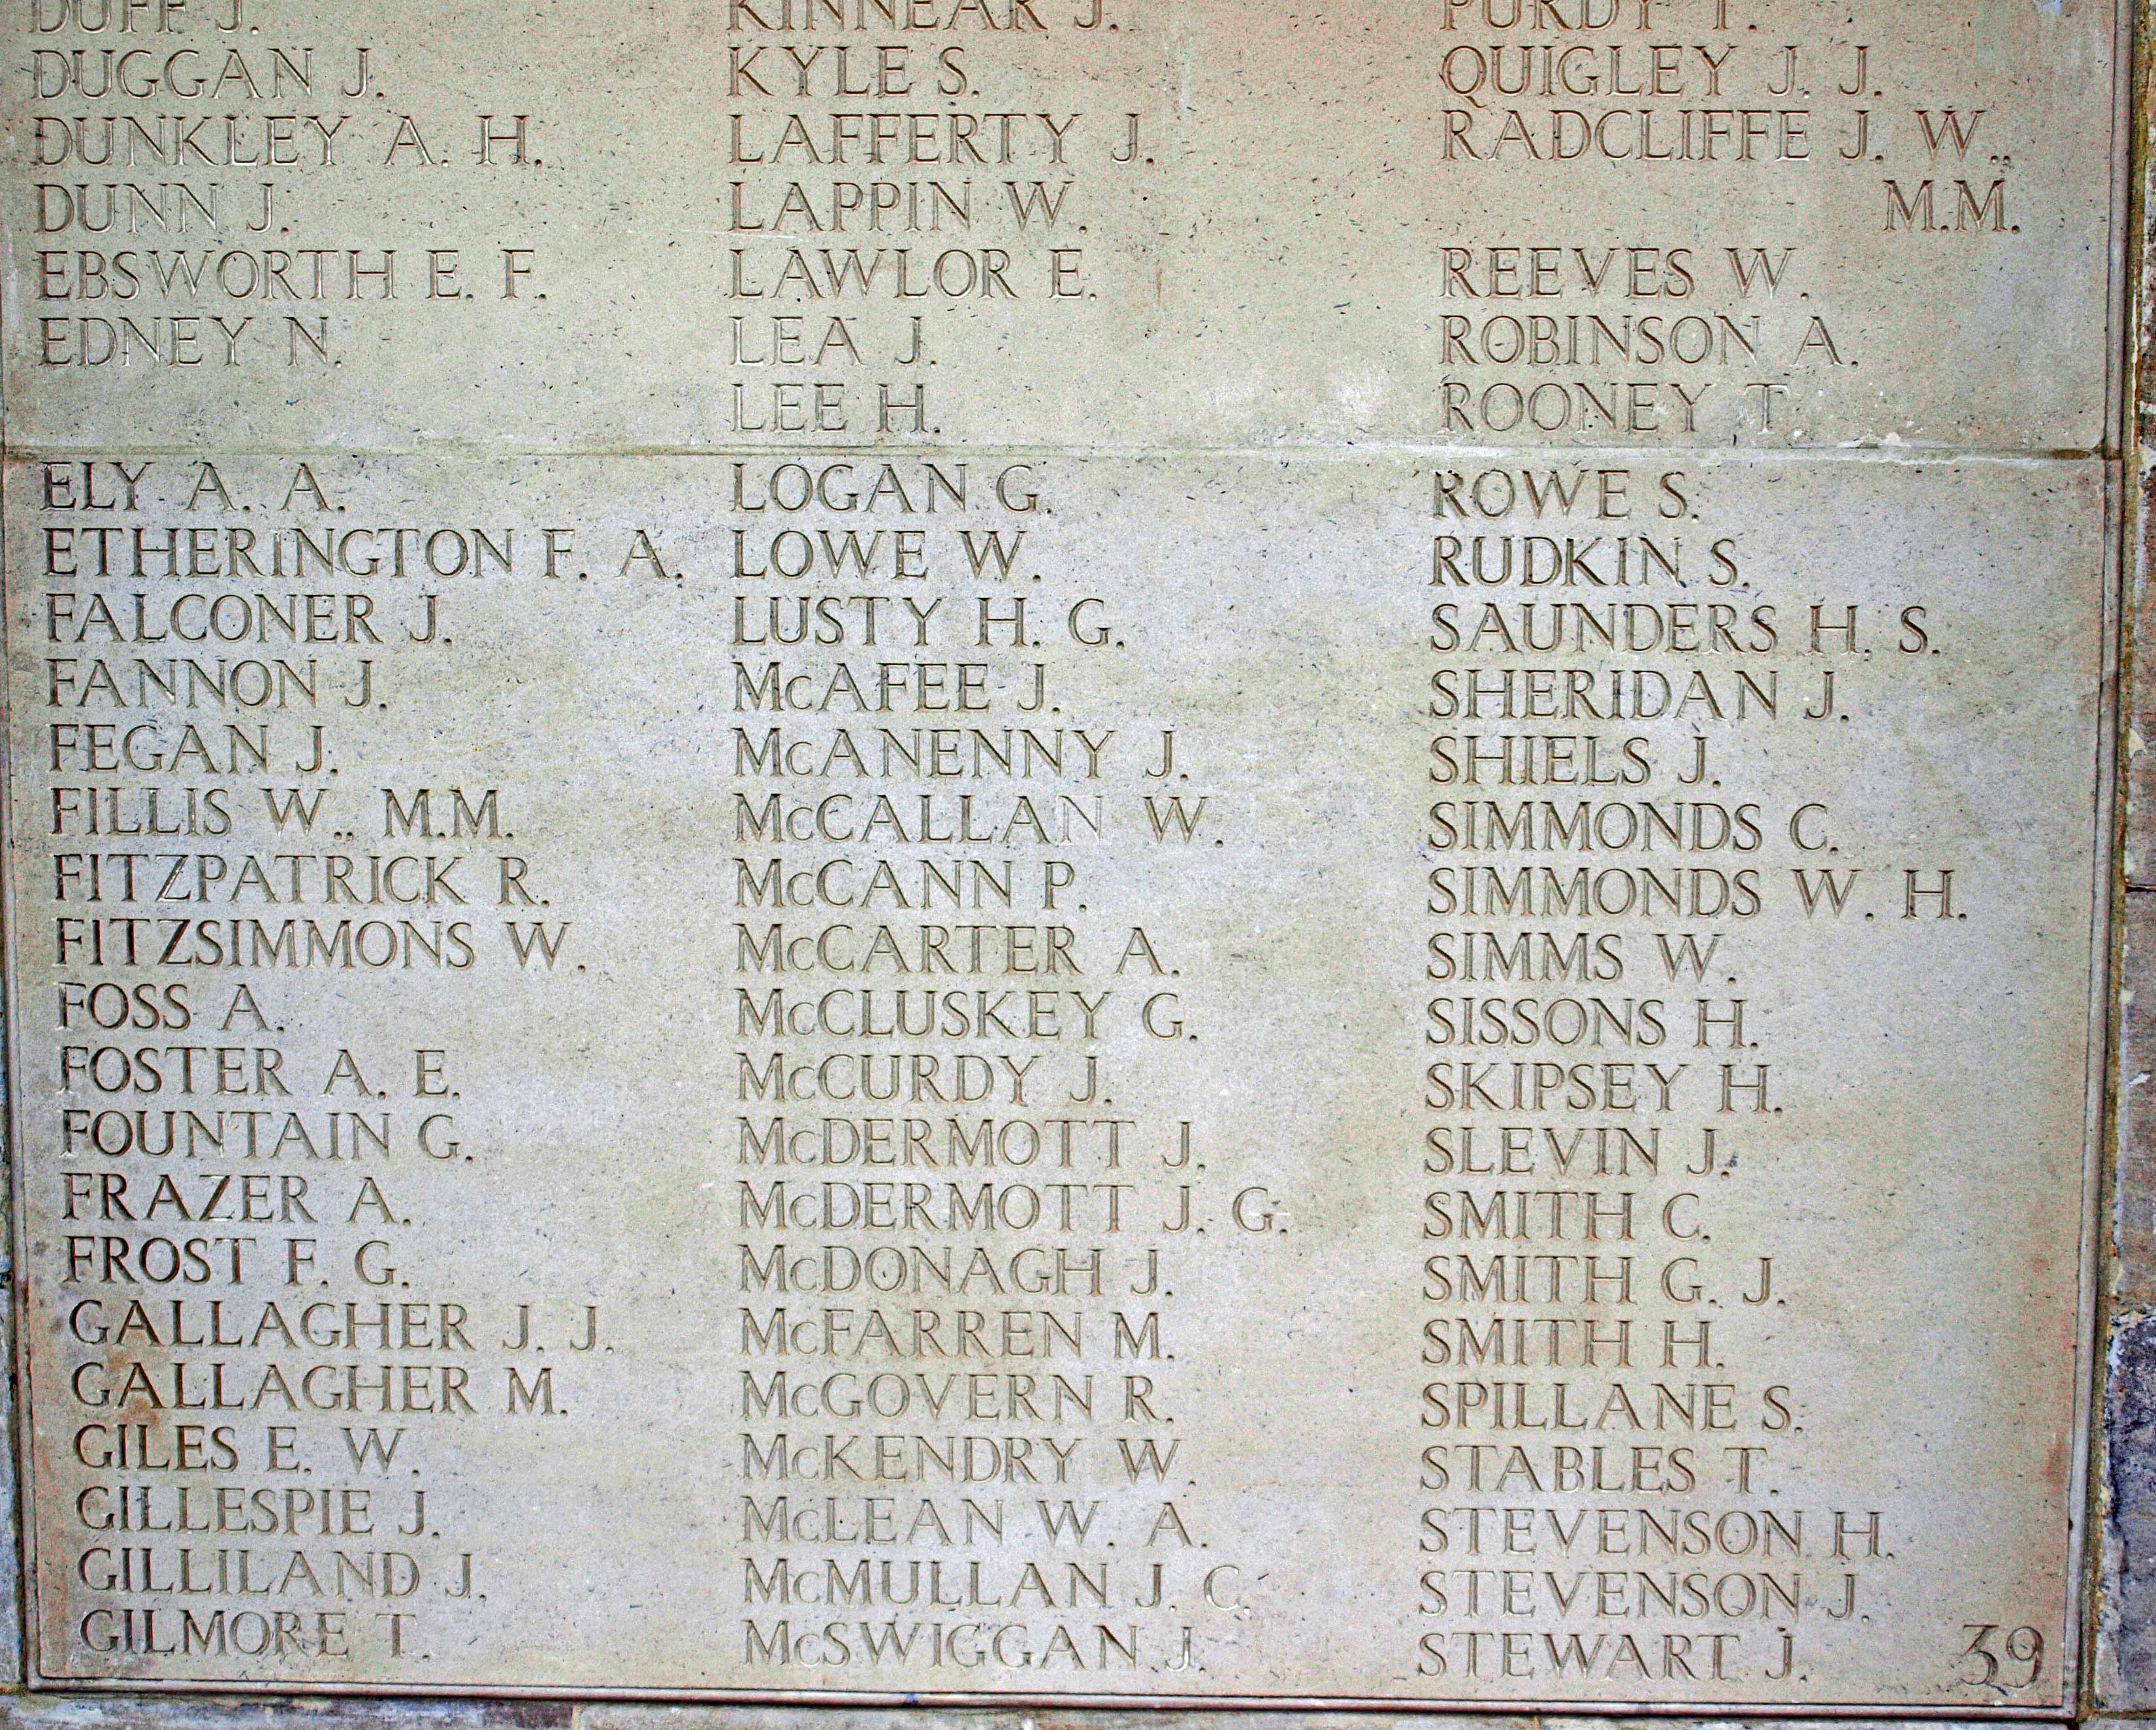 DUFF J.
DUGGAN J.
DUNKLEY A. H.
DUNN J.
EBSWORTH E. F.
EDNEY N.
ELY A. A.
ETHERINGTON F. A.
FALCONER J.
FANNON J.
FEGAN J.
FILLIS W., M.M.
FITZPATRICK R.
FITZSIMMONS W.
FOSS A.
FOSTER A. E.
FOUNTAIN G.
FRAZER A.
FROST F. G.
GALLAGHER J. J.
GALLAGHER M.
GILES E. W.
GILLESPIE J.
GILLILAND J.
GILMORE T.
KINNEAR J.
KYLE S.
LAFFERTY J.
LAPPIN W.
LAWLOR E.
LEA J.
LEE H.
LOGAN G.
LOWE W.
LUSTY H. G.
McAFEE J.
McANENNY J.
McCALLAN W.
McCANN P.
McCARTER A.
McCLUSKEY G.
McCURDY J.
McDERMOTT J.
McDERMOTT J. G.
McDONAGH J.
McFARREN M.
McGOVERN R.
McKENDRY W.
McLEAN W. A.
McMULLAN J. C.
McSWIGGAN J.
PURDY T.
QUIGLEY J. J.
RADCLIFFE J. W.,
M.M.
REEVES W.
ROBINSON A.
ROONEY T.
ROWE S.
RUDKIN S.
SAUNDERS H. S.
SHERIDAN J.
SHIELS J.
SIMMONDS C.
SIMMONDS W. H.
SIMMS W.
SISSONS H.
SKIPSEY H.
SLEVIN J.
SMITH C.
SMITH G. J.
SMITH H.
SPILLANE S.
STABLES T.
STEVENSON H.
STEVENSON J.
STEWART J.
39